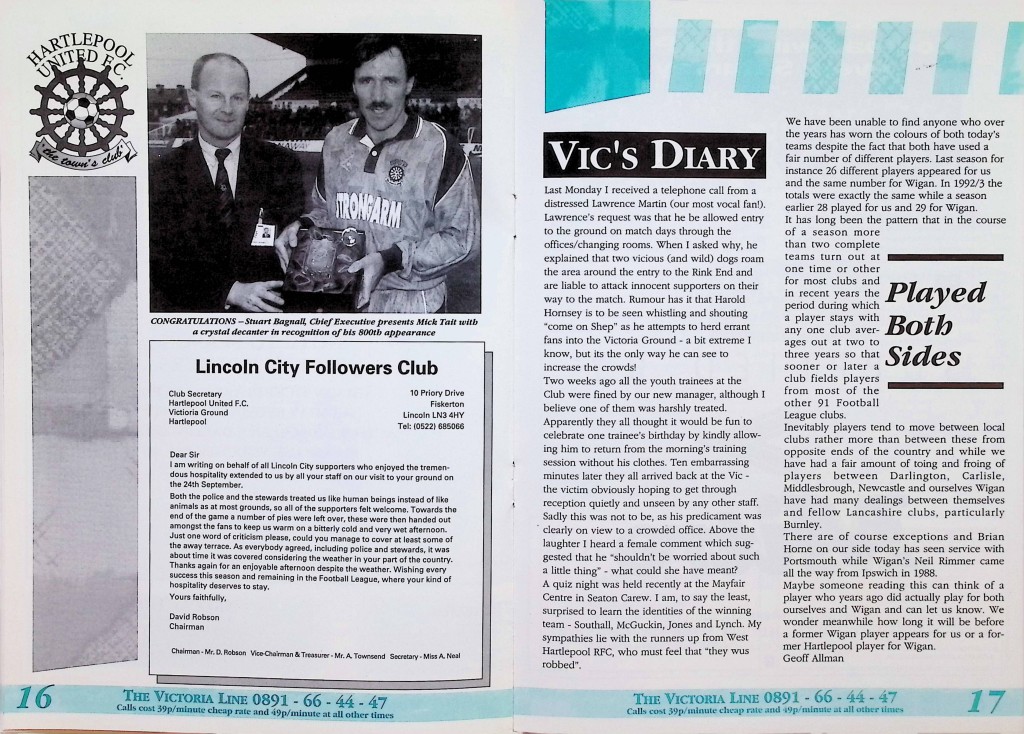 HARTLEPOOL
UNITED F.C.
'the town's club'
STRONGARM
CONGRATULATIONS – Stuart Bagnall, Chief Executive presents Mick Tait with
a crystal decanter in recognition of his 800th appearance
Lincoln City Followers Club
Club Secretary
Hartlepool United F.C.
Victoria Ground
Hartlepool
10 Priory Drive
Fiskerton
Lincoln LN3 4HY
Tel: (0522) 685066
Dear Sir
I am writing on behalf of all Lincoln City supporters who enjoyed the tremen-
dous hospitality extended to us by all your staff on our visit to your ground on
the 24th September.
Both the police and the stewards treated us like human beings instead of like
animals as at most grounds, so all of the supporters felt welcome. Towards the
end of the game a number of pies were left over, these were then handed out
amongst the fans to keep us warm on a bitterly cold and very wet afternoon.
Just one word of criticism please, could you manage to cover at least some of
the away terrace. As everybody agreed, including police and stewards, it was
about time it was covered considering the weather in your part of the country.
Thanks again for an enjoyable afternoon despite the weather. Wishing every
success this season and remaining in the Football League, where your kind of
hospitality deserves to stay.
Yours faithfully,
David Robson
Chairman
Chairman - Mr. D. Robson Vice-Chairman & Treasurer - Mr. A. Townsend Secretary - Miss A. Neal
16
THE VICTORIA LINE 0891 - 66 - 44 - 47
Calls cost 39p/minute cheap rate and 49p/minute at all other times
VIC'S DIARY
Last Monday I received a telephone call from a
distressed Lawrence Martin (our most vocal fan!).
Lawrence's request was that he be allowed entry
to the ground on match days through the
offices/changing rooms. When I asked why, he
explained that two vicious (and wild) dogs roam
the area around the entry to the Rink End and
are liable to attack innocent supporters on their
way to the match. Rumour has it that Harold
Hornsey is to be seen whistling and shouting
"come on Shep" as he attempts to herd errant
fans into the Victoria Ground - a bit extreme I
know, but its the only way he can see to
increase the crowds!
Two weeks ago all the youth trainees at the
Club were fined by our new manager, although I
believe one of them was harshly treated.
Apparently they all thought it would be fun to
celebrate one trainee's birthday by kindly allow-
ing him to return from the morning's training
session without his clothes. Ten embarrassing
minutes later they all arrived back at the Vic -
the victim obviously hoping to get through
reception quietly and unseen by any other staff.
Sadly this was not to be, as his predicament was
clearly on view to a crowded office. Above the
laughter I heard a female comment which sug-
gested that he "shouldn't be worried about such
a little thing" - what could she have meant?
A quiz night was held recently at the Mayfair
Centre in Seaton Carew. I am, to say the least,
surprised to learn the identities of the winning
team - Southall, McGuckin, Jones and Lynch. My
sympathies lie with the runners up from West
Hartlepool RFC, who must feel that "they wus
robbed".
We have been unable to find anyone who over
the years has worn the colours of both today's
teams despite the fact that both have used a
fair number of different players. Last season for
instance 26 different players appeared for us
and the same number for Wigan. In 1992/3 the
totals were exactly the same while a season
earlier 28 played for us and 29 for Wigan.
It has long been the pattern that in the course
of a season more
than two complete
teams turn out at
one time or other
for most clubs and
in recent years the
period during which
a player stays with
any one club aver-
ages out at two to
three years so that
sooner or later a
club fields players
from most of the
other 91 Football
League clubs.
Played
Both
Sides
Inevitably players tend to move between local
clubs rather more than between these from
opposite ends of the country and while we
have had a fair amount of toing and froing of
players between Darlington, Carlisle,
Middlesbrough, Newcastle and ourselves Wigan
have had many dealings between themselves
and fellow Lancashire clubs, particularly
Burnley.
There are of course exceptions and Brian
Horne on our side today has seen service with
Portsmouth while Wigan's Neil Rimmer came
all the way from Ipswich in 1988.
Maybe someone reading this can think of a
player who years ago did actually play for both
ourselves and Wigan and can let us know. We
wonder meanwhile how long it will be before
a former Wigan player appears for us or a for-
mer Hartlepool player for Wigan.
Geoff Allman
THE VICTORIA LINE 0891 - 66 - 44 - 47
Calls cost 39p/minute cheap rate and 49p/minute at all other times
17